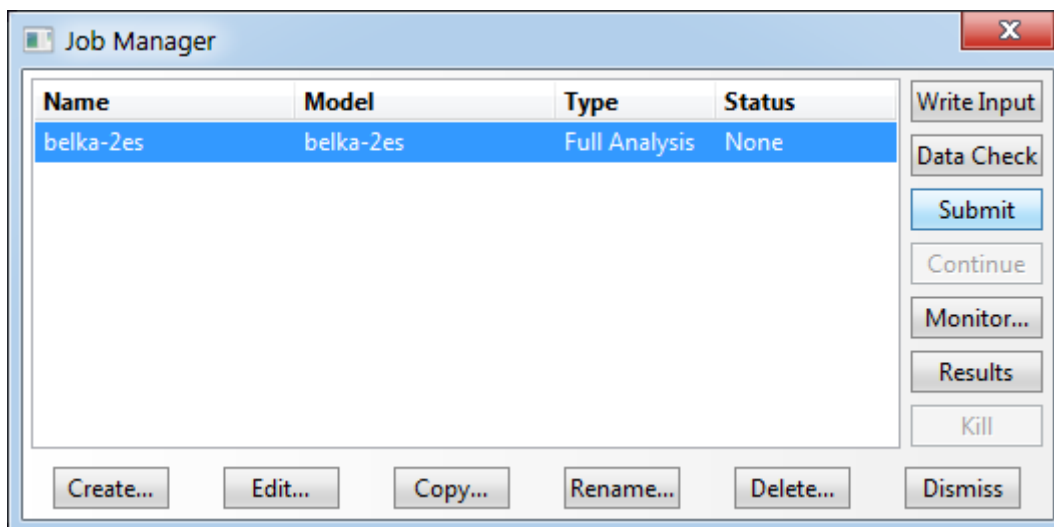 Job Manager
Name Model Type Status
belka-2es belka-2es Full Analysis None
Write Input
Data Check
Submit
Continue
Monitor...
Results
Kill
Create... Edit... Copy... Rename... Delete... Dismiss